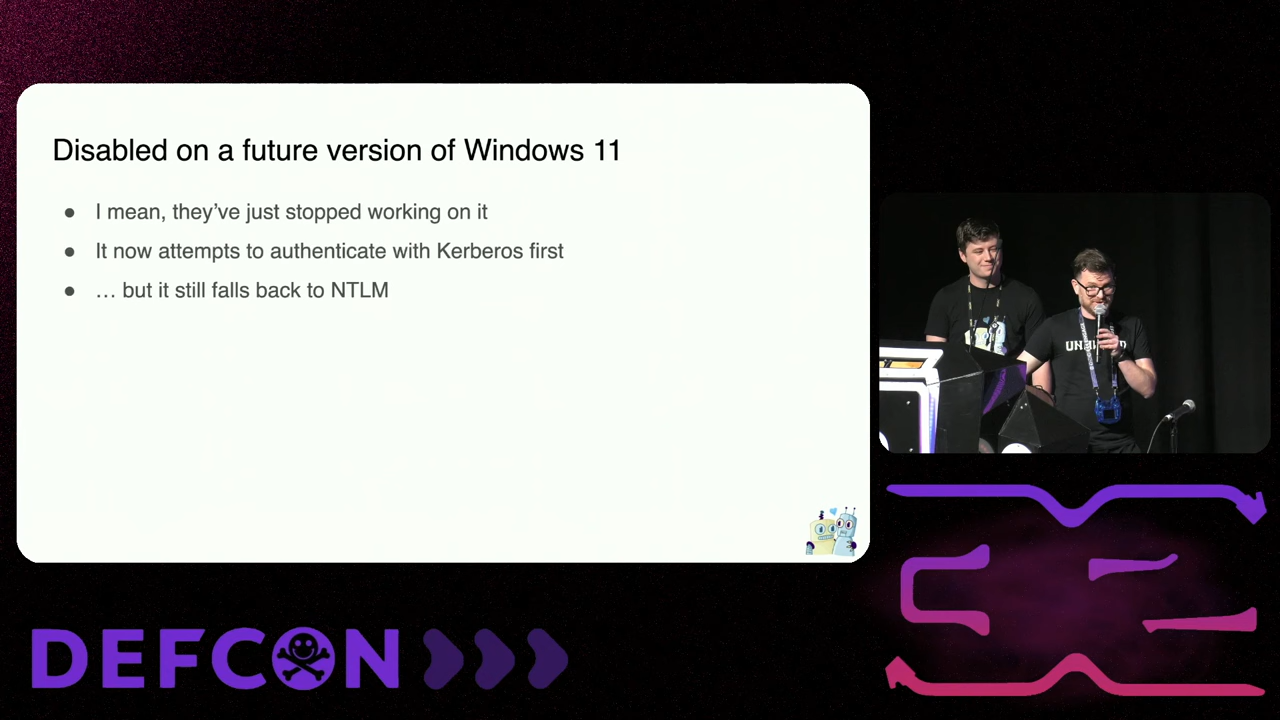 Disabled on a future version of Windows 11
● I mean, they’ve just stopped working on it
● It now attempts to authenticate with Kerberos first
● … but it still falls back to NTLM
DEFCON